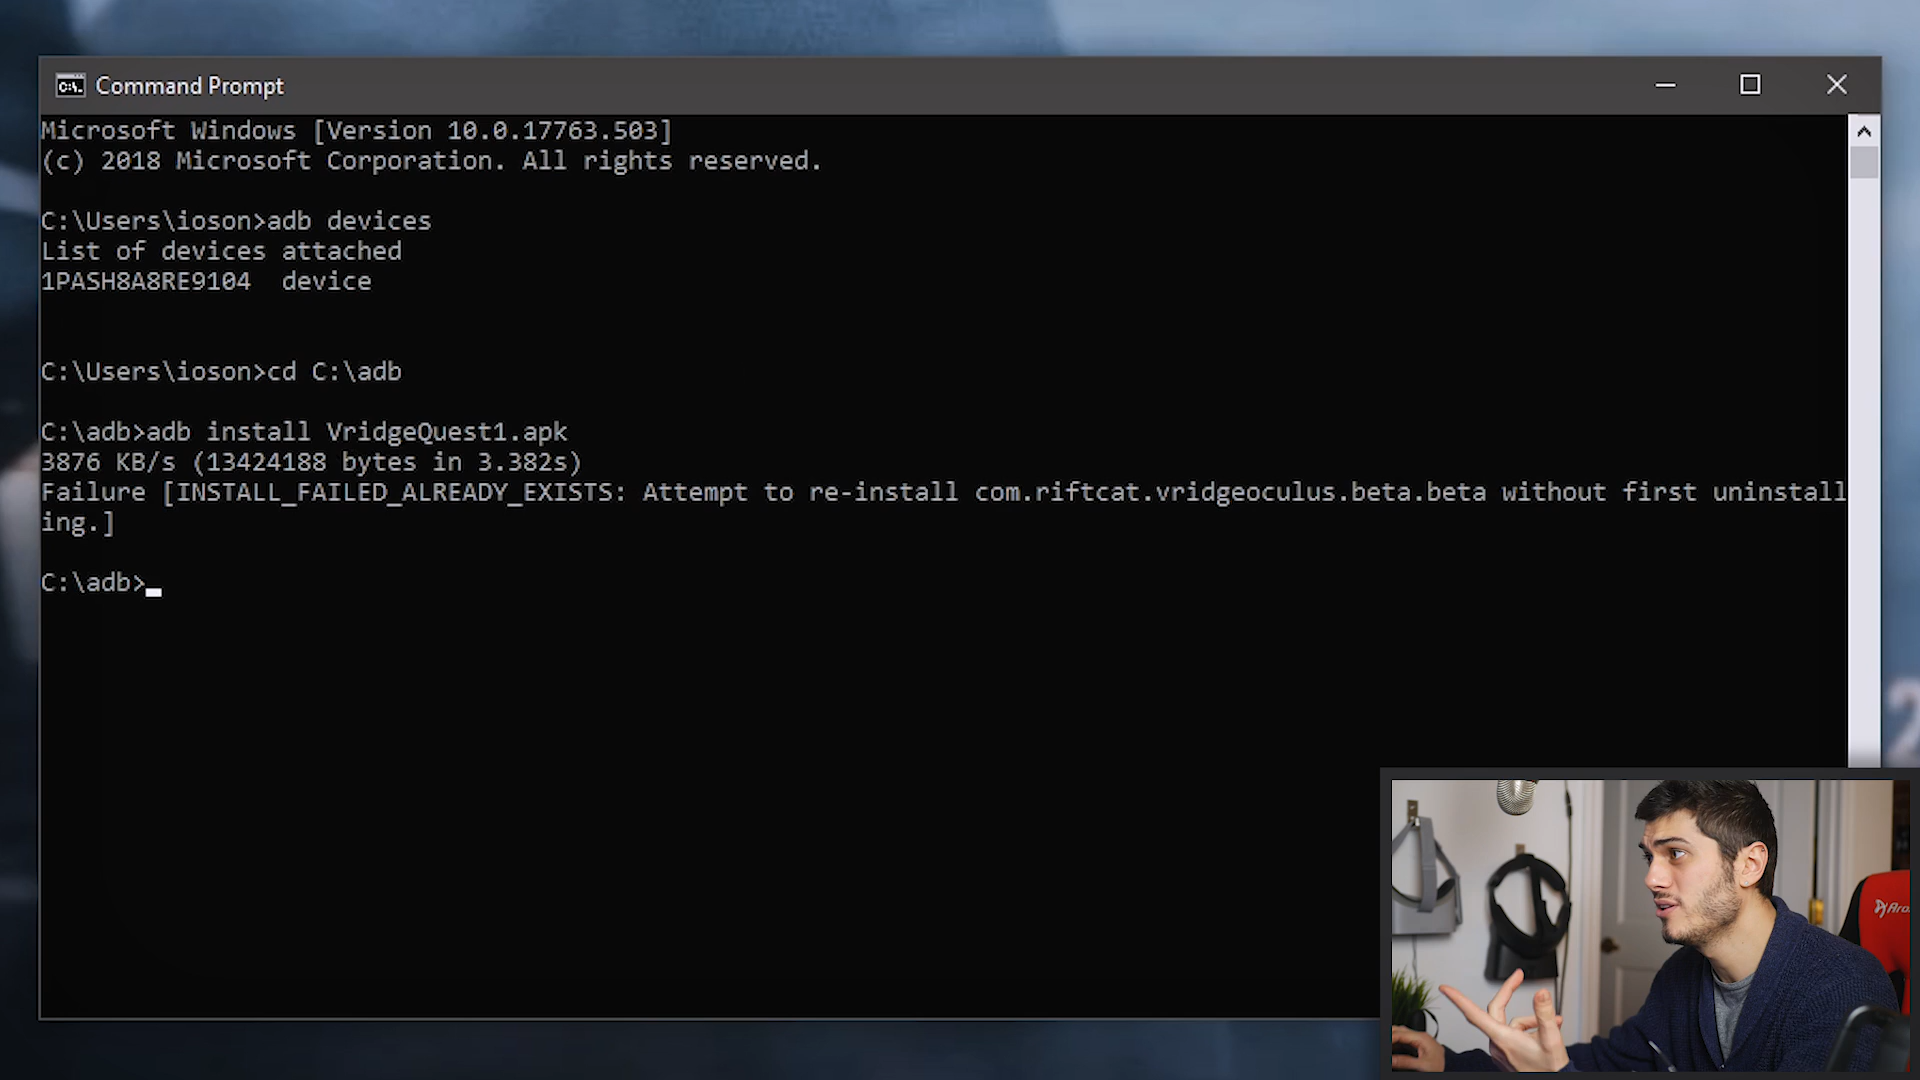 Command Prompt
Microsoft Windows [Version 10.0.17763.503]
(c) 2018 Microsoft Corporation. All rights reserved.
C:\Users\ioson>adb devices
List of devices attached
1PASH8A8RE9104  device
C:\Users\ioson>cd C:\adb
C:\adb>adb install VridgeQuest1.apk
3876 KB/s (13424188 bytes in 3.382s)
Failure [INSTALL_FAILED_ALREADY_EXISTS: Attempt to re-install com.riftcat.vridgeoculus.beta.beta without first uninstall
ing.]
C:\adb>